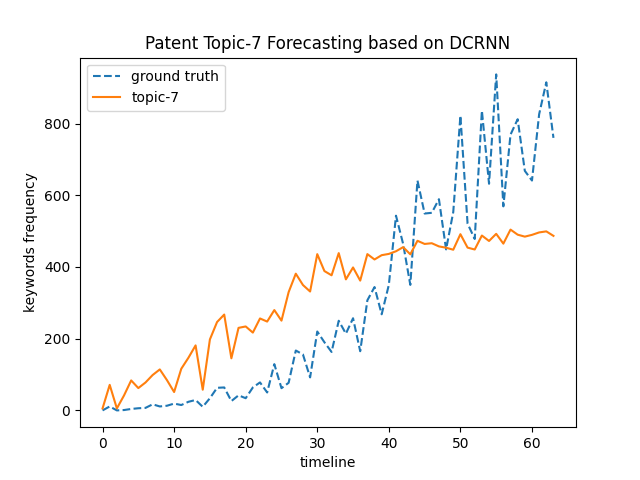 Patent Topic-7 Forecasting based on DCRNN
ground truth
topic-7
keywords frequency
800
600
400
200
0
0 10 20 30 40 50 60
timeline